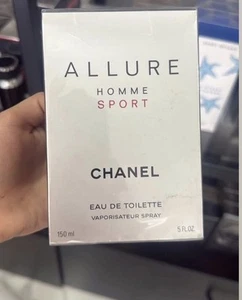 ALLURE
HOMME
SPORT
CHANEL
EAU DE TOILETTE
VAPORISATEUR SPRAY
150 ml
5 FL.OZ